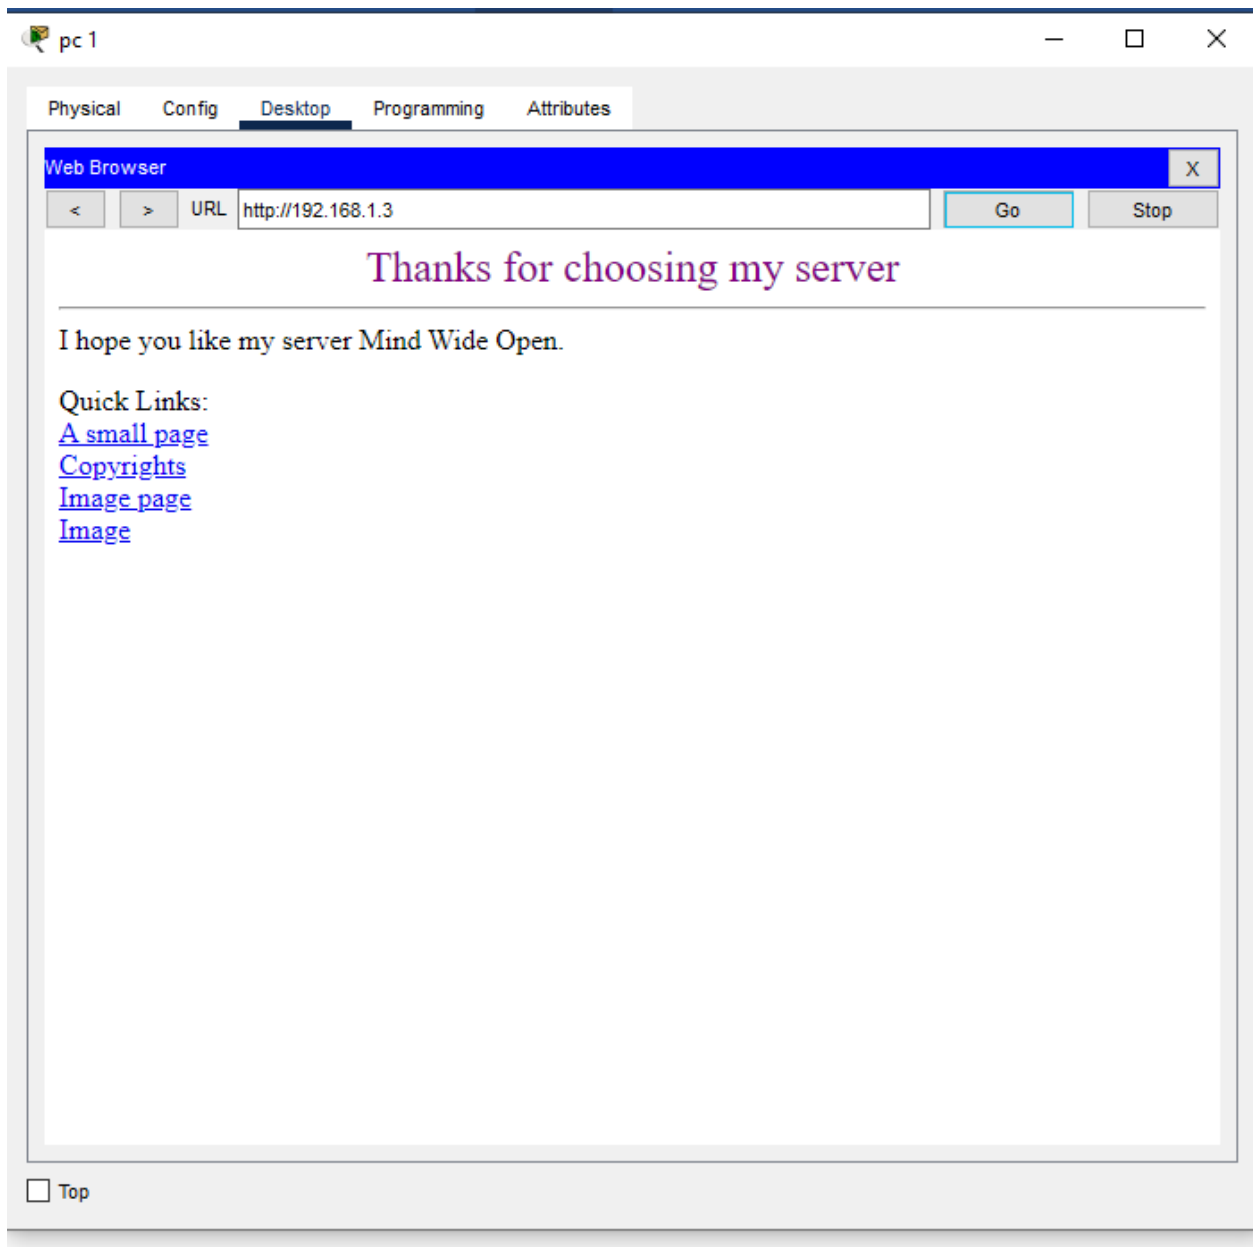 pc 1
Physical Config Desktop Programming Attributes
Web Browser X
< > URL http://192.168.1.3 Go Stop
Thanks for choosing my server
I hope you like my server Mind Wide Open.
Quick Links:
A small page
Copyrights
Image page
Image
Top